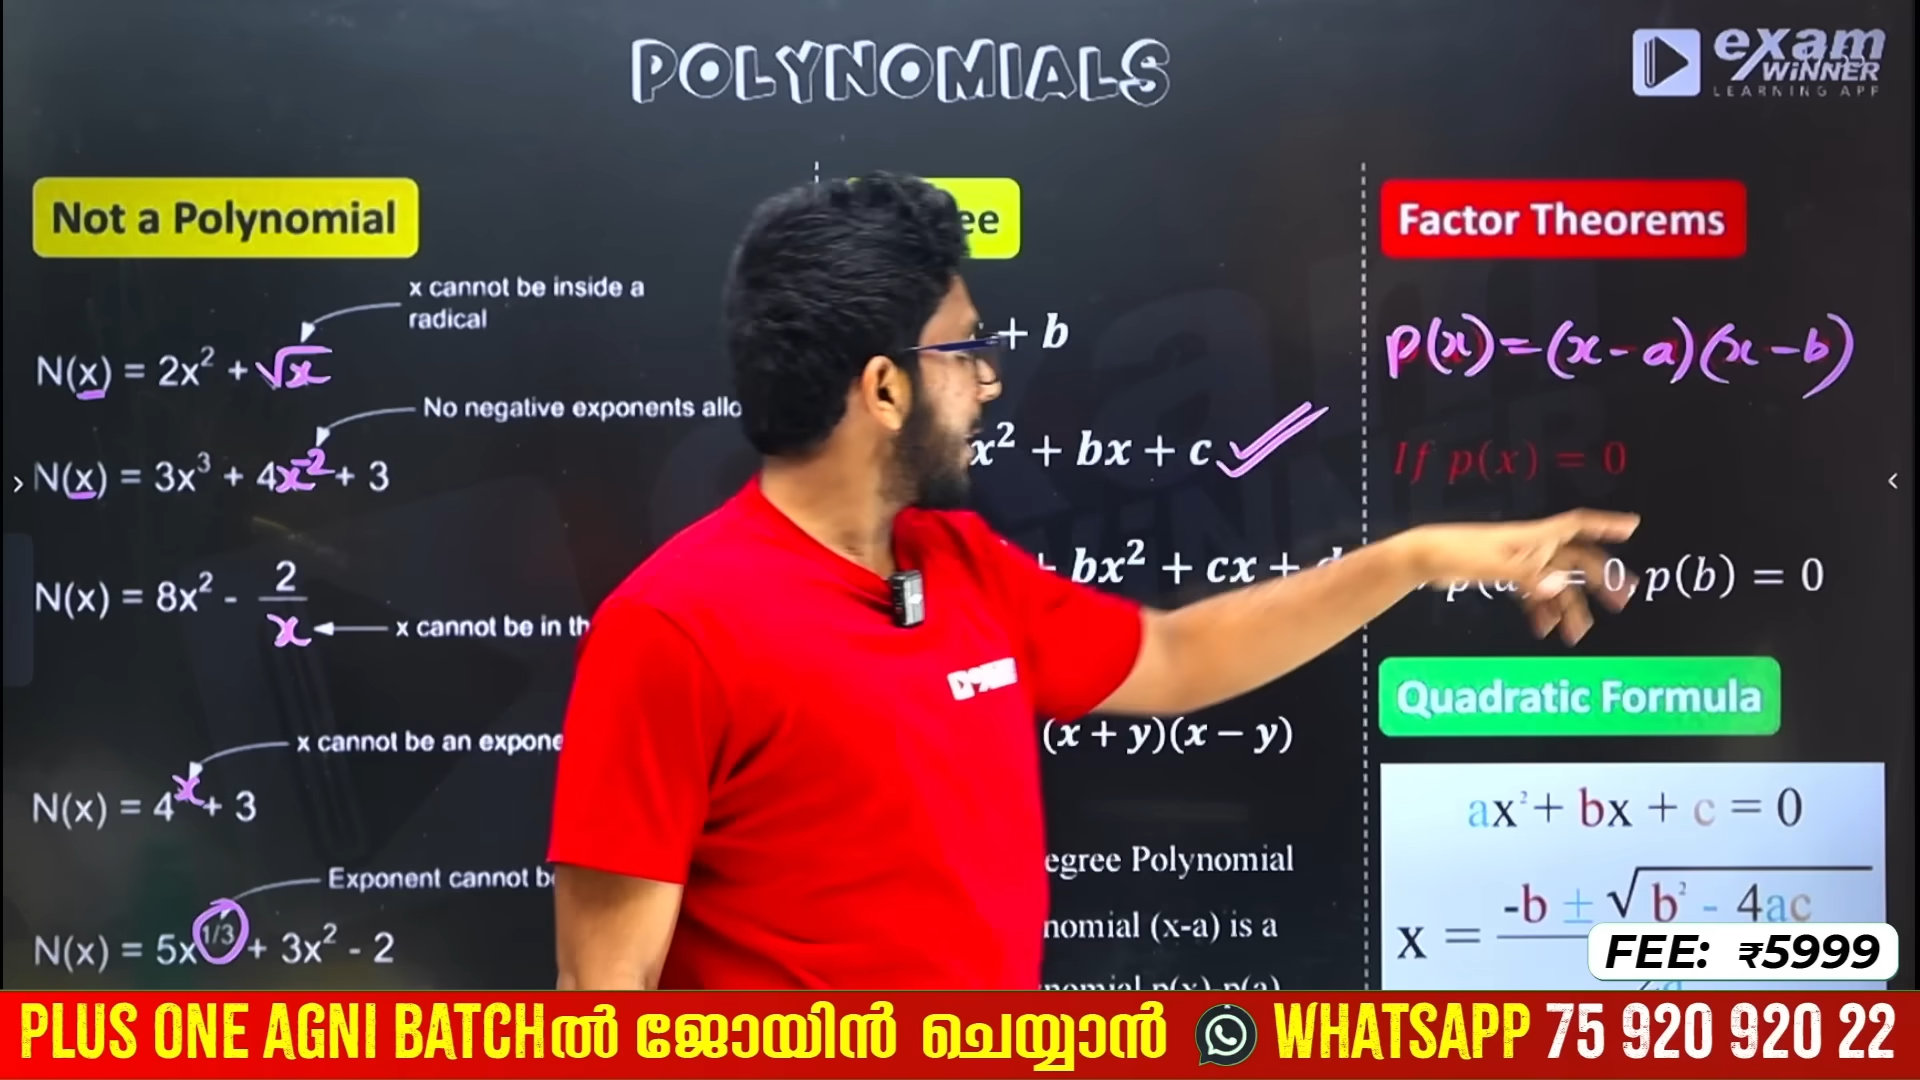 POLYNOMIALS
exam
WiNNER
LEARNING APP
Not a Polynomial
x cannot be inside a
radical
N(x) = 2x² + √x
No negative exponents allo
N(x) = 3x³ + 4x⁻² + 3
N(x) = 8x² - 2/x
x cannot be in th
x cannot be an expone
N(x) = 4ˣ + 3
Exponent cannot b
N(x) = 5x^1/3 + 3x² - 2
ee
+ b
x² + bx + c
bx² + cx +
(x + y)(x − y)
egree Polynomial
nomial (x-a) is a
nomial p(x) p(a)
Factor Theorems
P(x)=(x-a)(x-b)
If p(x) = 0
= 0, p(b) = 0
Quadratic Formula
ax² + bx + c = 0
x = -b ± √b² - 4ac
FEE: ₹5999
PLUS ONE AGNI BATCHൽ ജോയിൻ ചെയ്യാൻ WHATSAPP 75 920 920 22